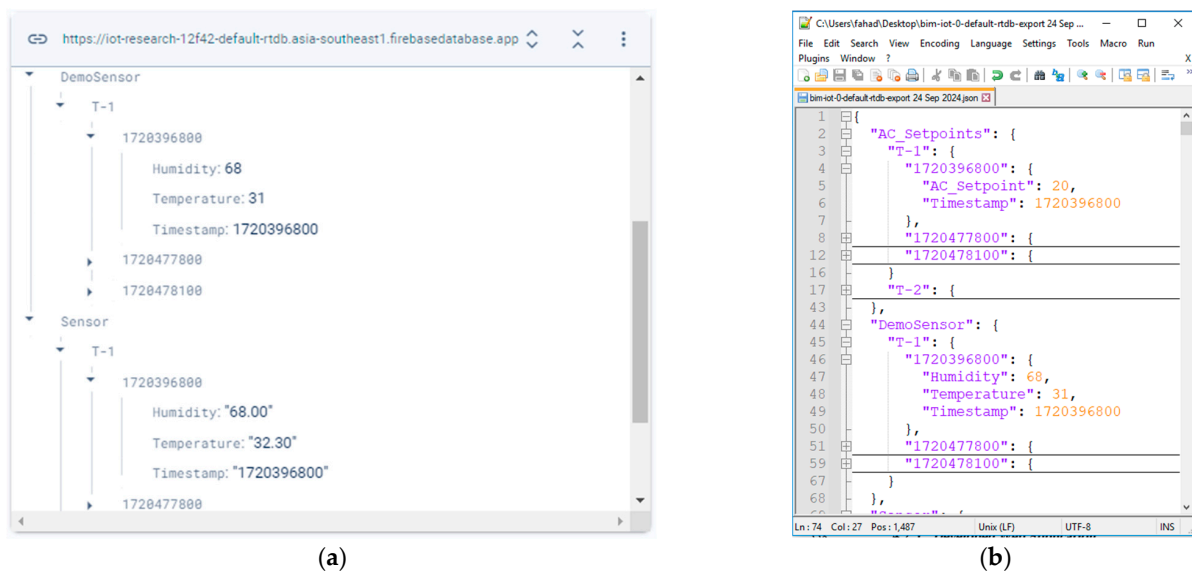 https://iot-research-12f42-default-rtdb.asia-southeast1.firebasedatabase.app
DemoSensor
T-1
1720396800
Humidity: 68
Temperature: 31
Timestamp: 1720396800
1720477800
1720478100
Sensor
T-1
1720396800
Humidity: "68.00"
Temperature: "32.30"
Timestamp: "1720396800"
1720477800
(a)
C:\Users\fahad\Desktop\bim-iot-0-default-rtdb-export 24 Sep ...
File Edit Search View Encoding Language Settings Tools Macro Run
Plugins Window ? X
bim-iot-0-default-rtdb-export 24 Sep 2024.json
1 {
2 "AC_Setpoints": {
3 "T-1": {
4 "1720396800": {
5 "AC_Setpoint": 20,
6 "Timestamp": 1720396800
7 },
8 "1720477800": {
12 "1720478100": {
16 }
17 "T-2": {
43 },
44 "DemoSensor": {
45 "T-1": {
46 "1720396800": {
47 "Humidity": 68,
48 "Temperature": 31,
49 "Timestamp": 1720396800
50 },
51 "1720477800": {
59 "1720478100": {
67 }
68 },
69 "Sensor": {
Ln : 74 Col : 27 Pos : 1,487 Unix (LF) UTF-8 INS
(b)